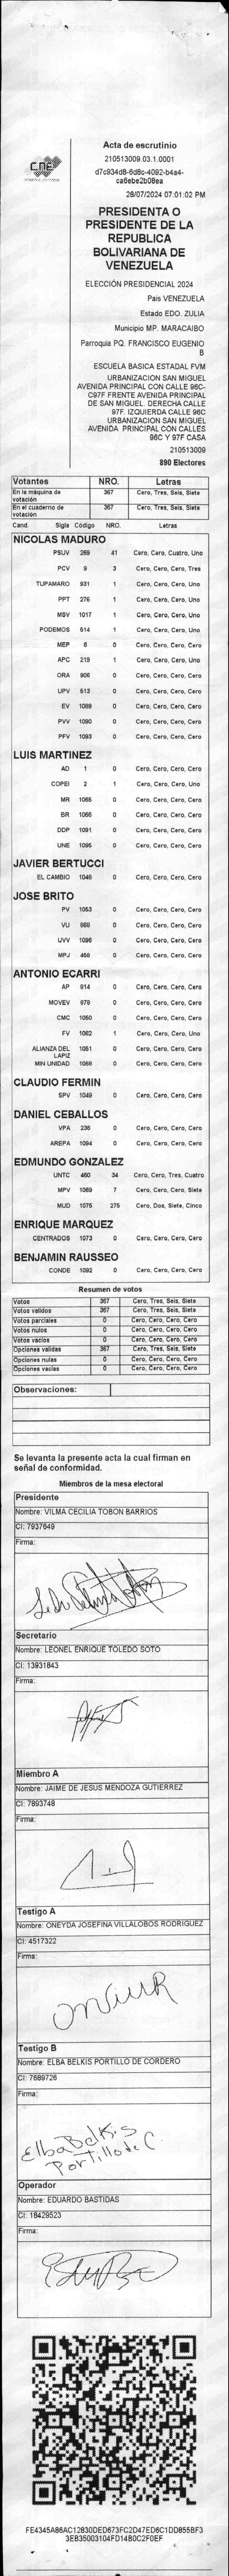 CNE
Acta de escrutinio
210513009.03.1.0001
d7c934d8-6d8c-4092-b4a4-
ca6ebe2b08ea
28/07/2024 07:01:02 PM
PRESIDENTA O
PRESIDENTE DE LA
REPUBLICA
BOLIVARIANA DE
VENEZUELA
ELECCIÓN PRESIDENCIAL 2024
Pais VENEZUELA
Estado EDO. ZULIA
Municipio MP. MARACAIBO
Parroquia PQ. FRANCISCO EUGENIO
B
ESCUELA BASICA ESTADAL FVM
URBANIZACION SAN MIGUEL
AVENIDA PRINCIPAL CON CALLE 96C-
C97F FRENTE AVENIDA PRINCIPAL
DE SAN MIGUEL. DERECHA CALLE
97F. IZQUIERDA CALLE 96C
URBANIZACION SAN MIGUEL
AVENIDA PRINCIPAL CON CALLES
96C Y 97F CASA
210513009
890 Electores
Votantes NRO. Letras
En la máquina de votación 367 Cero, Tres, Seis, Siete
En el cuaderno de votación 367 Cero, Tres, Seis, Siete
Cand. Sigla Código NRO. Letras
NICOLAS MADURO
PSUV 269 41 Cero, Cero, Cuatro, Uno
PCV 9 3 Cero, Cero, Cero, Tres
TUPAMARO 931 1 Cero, Cero, Cero, Uno
PPT 276 1 Cero, Cero, Cero, Uno
MSV 1017 1 Cero, Cero, Cero, Uno
PODEMOS 514 1 Cero, Cero, Cero, Uno
MEP 6 0 Cero, Cero, Cero, Cero
APC 219 1 Cero, Cero, Cero, Uno
ORA 906 0 Cero, Cero, Cero, Cero
UPV 513 0 Cero, Cero, Cero, Cero
EV 1089 0 Cero, Cero, Cero, Cero
PVV 1090 0 Cero, Cero, Cero, Cero
PFV 1093 0 Cero, Cero, Cero, Cero
LUIS MARTINEZ
AD 1 0 Cero, Cero, Cero, Cero
COPEI 2 1 Cero, Cero, Cero, Uno
MR 1065 0 Cero, Cero, Cero, Cero
BR 1066 0 Cero, Cero, Cero, Cero
DDP 1091 0 Cero, Cero, Cero, Cero
UNE 1095 0 Cero, Cero, Cero, Cero
JAVIER BERTUCCI
EL CAMBIO 1048 0 Cero, Cero, Cero, Cero
JOSE BRITO
PV 1053 0 Cero, Cero, Cero, Cero
VU 869 0 Cero, Cero, Cero, Cero
UVV 1096 0 Cero, Cero, Cero, Cero
MPJ 459 0 Cero, Cero, Cero, Cero
ANTONIO ECARRI
AP 814 0 Cero, Cero, Cero, Cero
MOVEV 878 0 Cero, Cero, Cero, Cero
CMC 1050 0 Cero, Cero, Cero, Cero
FV 1062 1 Cero, Cero, Cero, Uno
ALIANZA DEL LAPIZ 1051 0 Cero, Cero, Cero, Cero
MIN UNIDAD 1068 0 Cero, Cero, Cero, Cero
CLAUDIO FERMIN
SPV 1049 0 Cero, Cero, Cero, Cero
DANIEL CEBALLOS
VPA 236 0 Cero, Cero, Cero, Cero
AREPA 1094 0 Cero, Cero, Cero, Cero
EDMUNDO GONZALEZ
UNTC 460 34 Cero, Cero, Tres, Cuatro
MPV 1069 7 Cero, Cero, Cero, Siete
MUD 1075 275 Cero, Dos, Siete, Cinco
ENRIQUE MARQUEZ
CENTRADOS 1073 0 Cero, Cero, Cero, Cero
BENJAMIN RAUSSEO
CONDE 1092 0 Cero, Cero, Cero, Cero
Resumen de votos
Votos 367 Cero, Tres, Seis, Siete
Votos validos 367 Cero, Tres, Seis, Siete
Votos parciales 0 Cero, Cero, Cero, Cero
Votos nulos 0 Cero, Cero, Cero, Cero
Votos vacios 0 Cero, Cero, Cero, Cero
Opciones validas 367 Cero, Tres, Seis, Siete
Opciones nulas 0 Cero, Cero, Cero, Cero
Opciones vacias 0 Cero, Cero, Cero, Cero
Observaciones:
Se levanta la presente acta la cual firman en
señal de conformidad.
Miembros de la mesa electoral
Presidente
Nombre: VILMA CECILIA TOBON BARRIOS
CI: 7937649
Firma:
Secretario
Nombre: LEONEL ENRIQUE TOLEDO SOTO
CI: 13931843
Firma:
Miembro A
Nombre: JAIME DE JESUS MENDOZA GUTIERREZ
CI: 7893748
Firma:
Testigo A
Nombre: ONEYDA JOSEFINA VILLALOBOS RODRIGUEZ
CI: 4517322
Firma:
Testigo B
Nombre: ELBA BELKIS PORTILLO DE CORDERO
CI: 7689726
Firma:
Elba Belkis
Portillo de C.
Operador
Nombre: EDUARDO BASTIDAS
CI: 18429523
Firma:
FE4345A86AC12830DED673FC2D47ED6C1DD855BF3
3EB35003104FD14B0C2F0EF